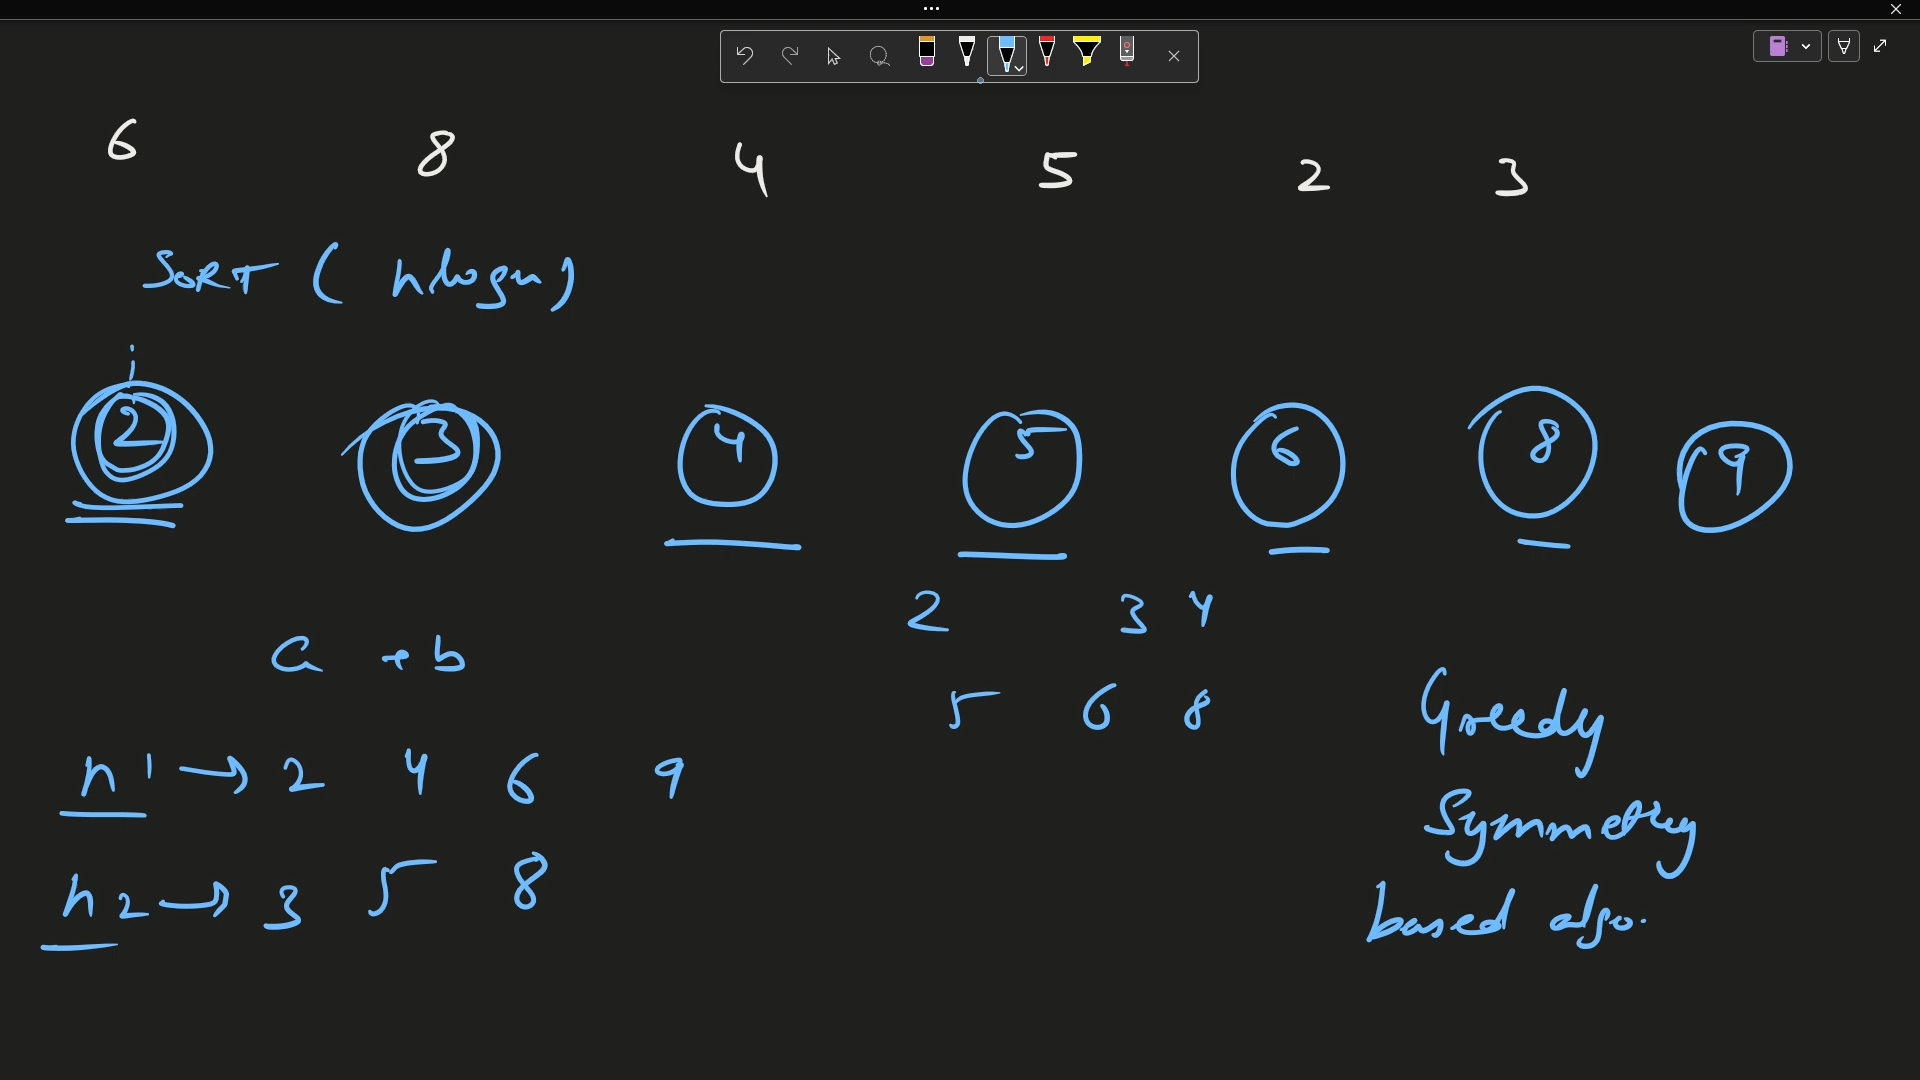 6 8 4 5 2 3
SORT ( nlogn )
i
2 3 4 5 6 8 9
2 3 4
a + b
5 6 8
Greedy
n1 → 2 4 6 9
Symmetry
n2 → 3 5 8
based algo.